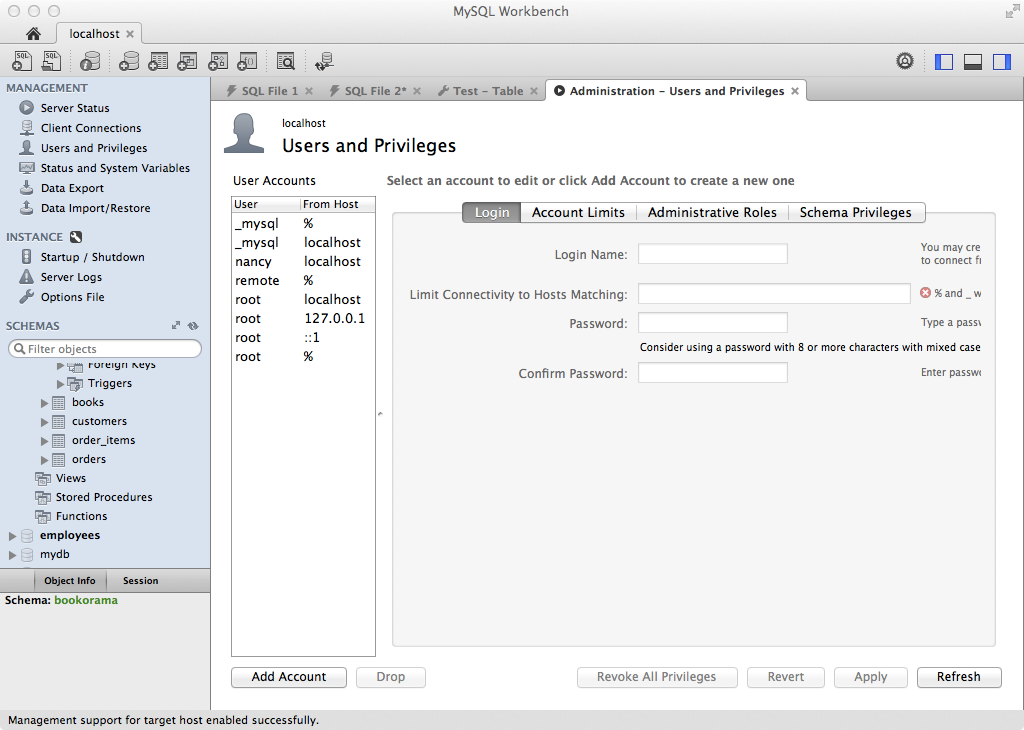 MySQL Workbench
localhost
SQL File 1
SQL File 2*
Test - Table
Administration - Users and Privileges
MANAGEMENT
Server Status
Client Connections
Users and Privileges
Status and System Variables
Data Export
Data Import/Restore
INSTANCE
Startup / Shutdown
Server Logs
Options File
SCHEMAS
Filter objects
Foreign Keys
Triggers
books
customers
order_items
orders
Views
Stored Procedures
Functions
employees
mydb
Object Info Session
Schema: bookorama
localhost
Users and Privileges
User Accounts
Select an account to edit or click Add Account to create a new one
User From Host
_mysql %
_mysql localhost
nancy localhost
remote %
root localhost
root 127.0.0.1
root ::1
root %
Login Account Limits Administrative Roles Schema Privileges
Login Name:
You may cre
to connect fr
Limit Connectivity to Hosts Matching:
% and _ w
Password:
Type a passw
Consider using a password with 8 or more characters with mixed case
Confirm Password:
Enter passwo
Add Account Drop Revoke All Privileges Revert Apply Refresh
Management support for target host enabled successfully.